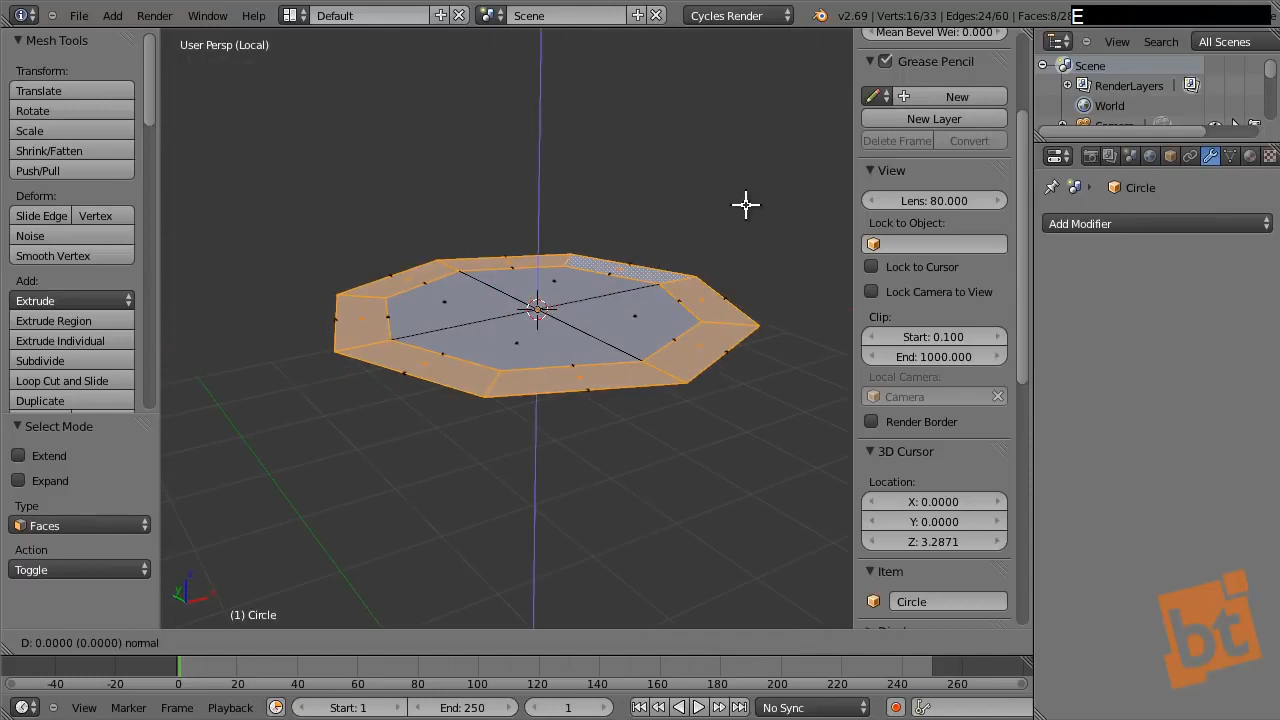 File Add Render Window Help Default Scene Cycles Render v2.69 | Verts:16/33 | Edges:24/60 | Faces:8/28 E
Mesh Tools
Transform:
Translate
Rotate
Scale
Shrink/Fatten
Push/Pull
Deform:
Slide Edge Vertex
Noise
Smooth Vertex
Add:
Extrude
Extrude Region
Extrude Individual
Subdivide
Loop Cut and Slide
Duplicate
Select Mode
Extend
Expand
Type
Faces
Action
Toggle
User Persp (Local)
z
y x
(1) Circle
D: 0.0000 (0.0000) normal
Mean Bevel Wei: 0.000
Grease Pencil
New
New Layer
Delete Frame Convert
View
Lens: 80.000
Lock to Object:
Lock to Cursor
Lock Camera to View
Clip:
Start: 0.100
End: 1000.000
Local Camera:
Camera
Render Border
3D Cursor
Location:
X: 0.0000
Y: 0.0000
Z: 3.2871
Item
Circle
View Search All Scenes
Scene
RenderLayers
World
Circle
Add Modifier
bt
-40 -20 0 20 40 60 80 100 120 140 160 180 200 220 240 260
View Marker Frame Playback Start: 1 End: 250 1 No Sync